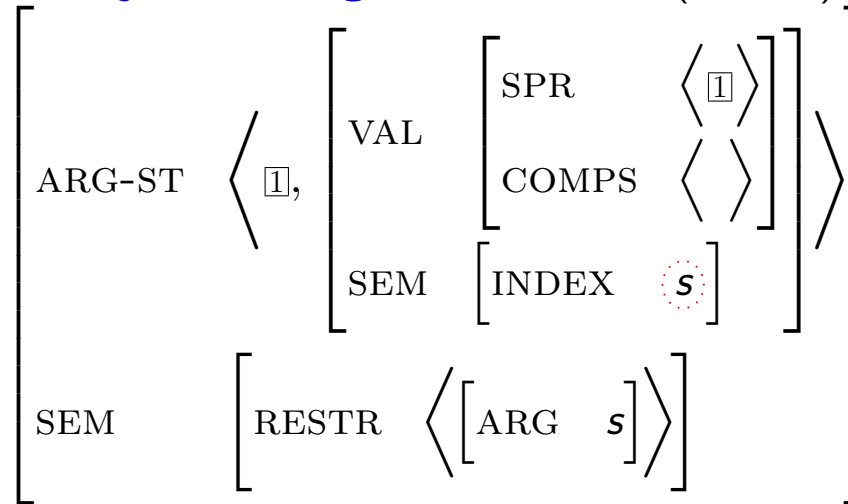 SPR ⟨ 1 ⟩
VAL
ARG-ST ⟨ 1 , COMPS ⟨ ⟩ ⟩
SEM [ INDEX s ]
SEM [ RESTR ⟨ [ ARG s ] ⟩ ]